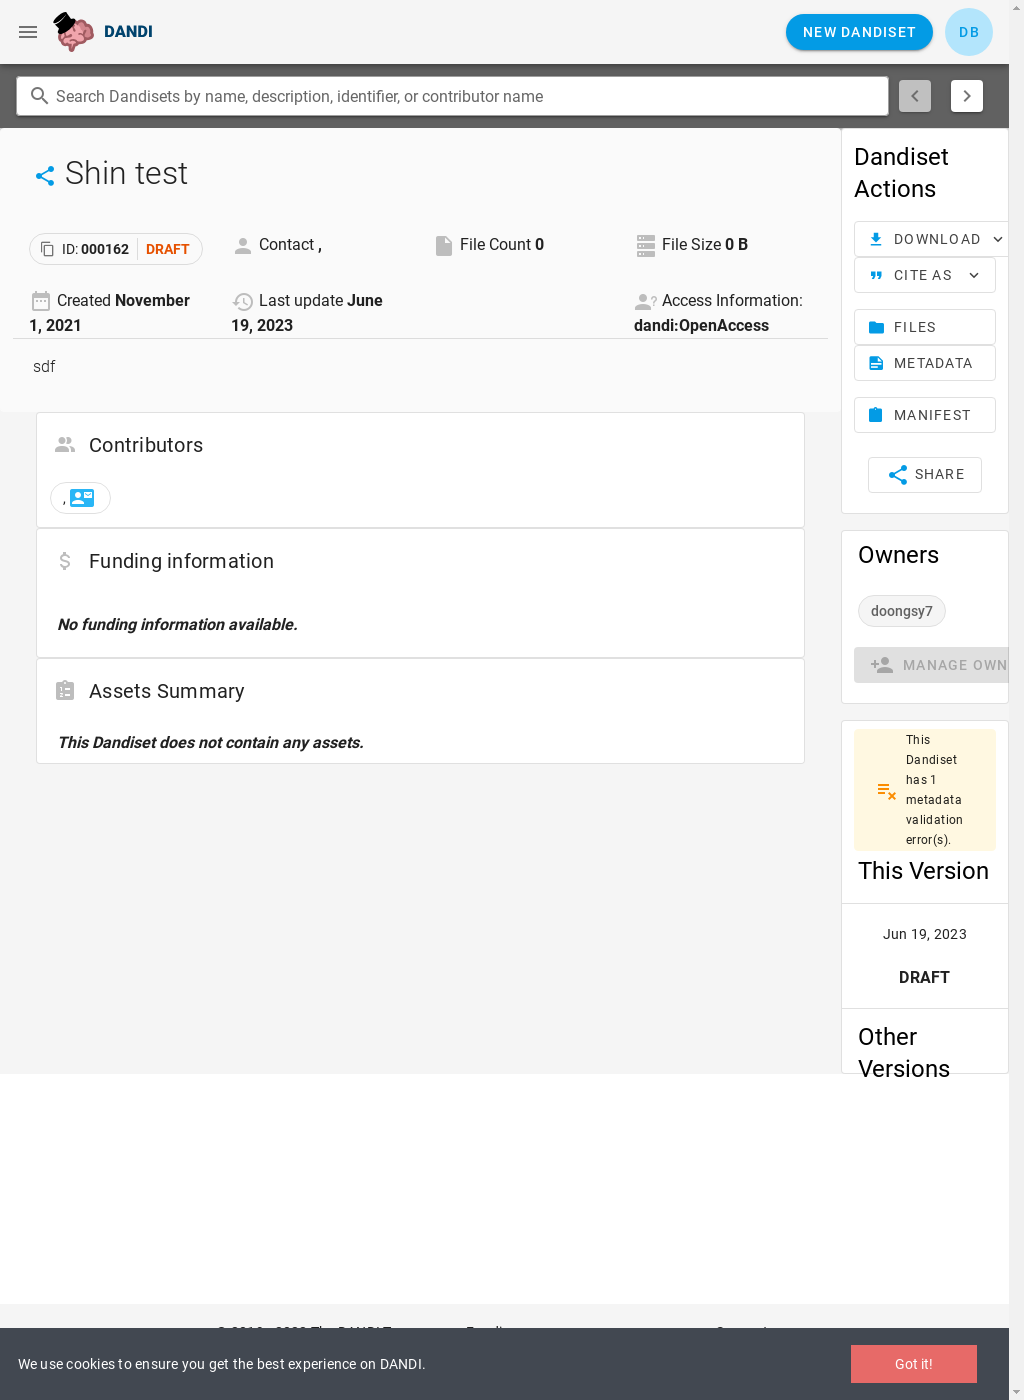 DANDI
NEW DANDISET
DB
Search Dandisets by name, description, identifier, or contributor name
Shin test
ID: 000162 DRAFT
Contact ,
File Count 0
File Size 0 B
Created November
1, 2021
Last update June
19, 2023
Access Information:
dandi:OpenAccess
sdf
Contributors
,
Funding information
No funding information available.
Assets Summary
This Dandiset does not contain any assets.
Dandiset
Actions
DOWNLOAD
CITE AS
FILES
METADATA
MANIFEST
SHARE
Owners
doongsy7
MANAGE OWN
This
Dandiset
has 1
metadata
validation
error(s).
This Version
Jun 19, 2023
DRAFT
Other
Versions
We use cookies to ensure you get the best experience on DANDI.
Got it!